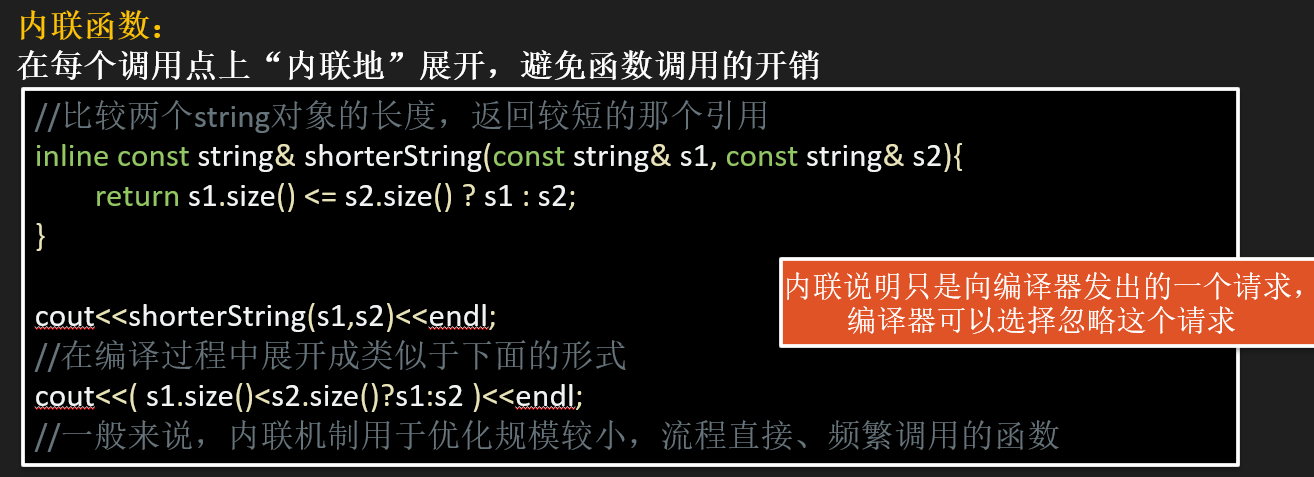 内联函数：
在每个调用点上“内联地”展开，避免函数调用的开销
//比较两个string对象的长度，返回较短的那个引用
inline const string& shorterString(const string& s1, const string& s2){
return s1.size() <= s2.size() ? s1 : s2;
}
内联说明只是向编译器发出的一个请求，
编译器可以选择忽略这个请求
cout<<shorterString(s1,s2)<<endl;
//在编译过程中展开成类似于下面的形式
cout<<( s1.size()<s2.size()?s1:s2 )<<endl;
//一般来说，内联机制用于优化规模较小，流程直接、频繁调用的函数